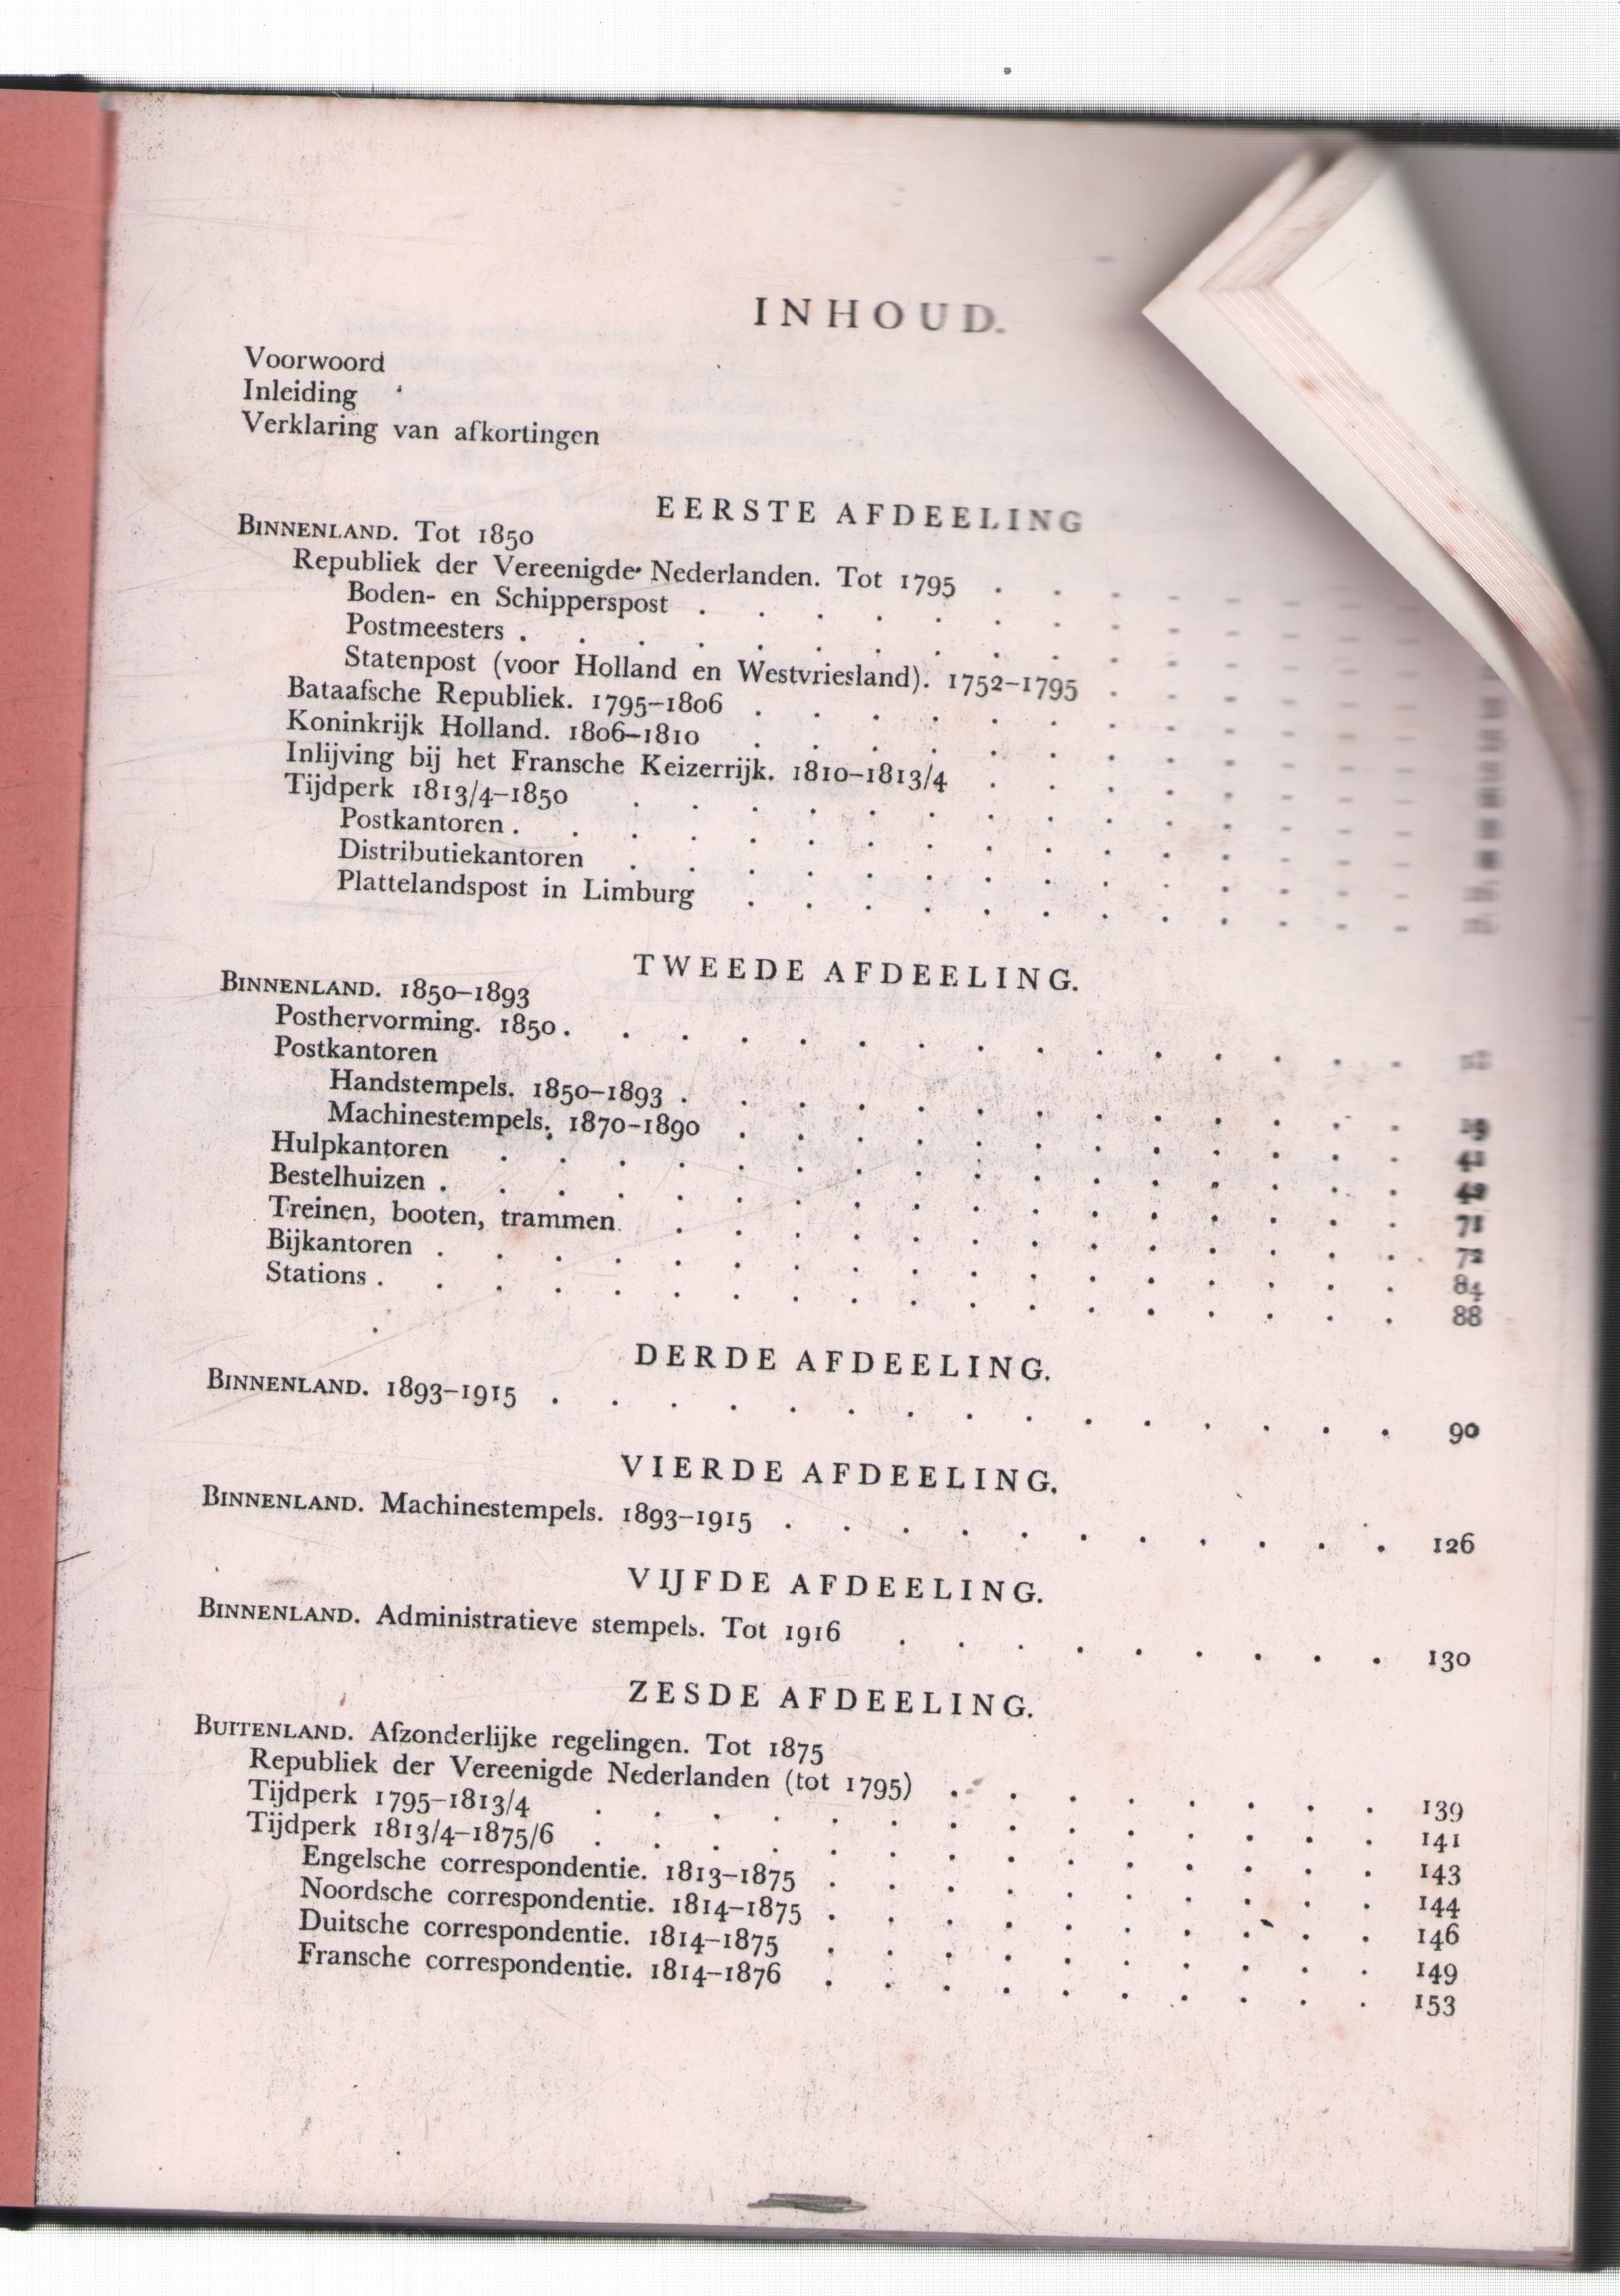 INHOUD.
Voorwoord
Inleiding
Verklaring van afkortingen
EERSTE AFDEELING
BINNENLAND. Tot 1850
Republiek der Vereenigde Nederlanden. Tot 1795 . . . . . . . .
Boden- en Schipperspost . . . . . . . . . . . . .
Postmeesters . . . . . . . . . . . . . . . .
Statenpost (voor Holland en Westvriesland). 1752–1795 . . . . . .
Bataafsche Republiek. 1795–1806 . . . . . . . . . . . .
Koninkrijk Holland. 1806–1810 . . . . . . . . . . . .
Inlijving bij het Fransche Keizerrijk. 1810–1813/4 . . . . . . . .
Tijdperk 1813/4–1850 . . . . . . . . . . . . . .
Postkantoren . . . . . . . . . . . . . . . .
Distributiekantoren . . . . . . . . . . . . . .
Plattelandspost in Limburg . . . . . . . . . . . .
TWEEDE AFDEELING.
BINNENLAND. 1850–1893
Posthervorming. 1850 . . . . . . . . . . . . . . .
Postkantoren
Handstempels. 1850–1893 . . . . . . . . . . . . . 29
Machinestempels. 1870–1890 . . . . . . . . . . . .
Hulpkantoren . . . . . . . . . . . . . . . .
Bestelhuizen . . . . . . . . . . . . . . . . . 71
Treinen, booten, trammen . . . . . . . . . . . . . 72
Bijkantoren . . . . . . . . . . . . . . . . . 84
Stations . . . . . . . . . . . . . . . . . . 88
DERDE AFDEELING.
BINNENLAND. 1893–1915 . . . . . . . . . . . . . . . 90
VIERDE AFDEELING.
BINNENLAND. Machinestempels. 1893–1915 . . . . . . . . . . . 126
VIJFDE AFDEELING.
BINNENLAND. Administratieve stempels. Tot 1916 . . . . . . . . . 130
ZESDE AFDEELING.
BUITENLAND. Afzonderlijke regelingen. Tot 1875
Republiek der Vereenigde Nederlanden (tot 1795) . . . . . . . . 139
Tijdperk 1795–1813/4 . . . . . . . . . . . . . . 141
Tijdperk 1813/4–1875/6 . . . . . . . . . . . . . . 143
Engelsche correspondentie. 1813–1875 . . . . . . . . . . 144
Noordsche correspondentie. 1814–1875 . . . . . . . . . . 146
Duitsche correspondentie. 1814–1875 . . . . . . . . . . 149
Fransche correspondentie. 1814–1876 . . . . . . . . . . 153